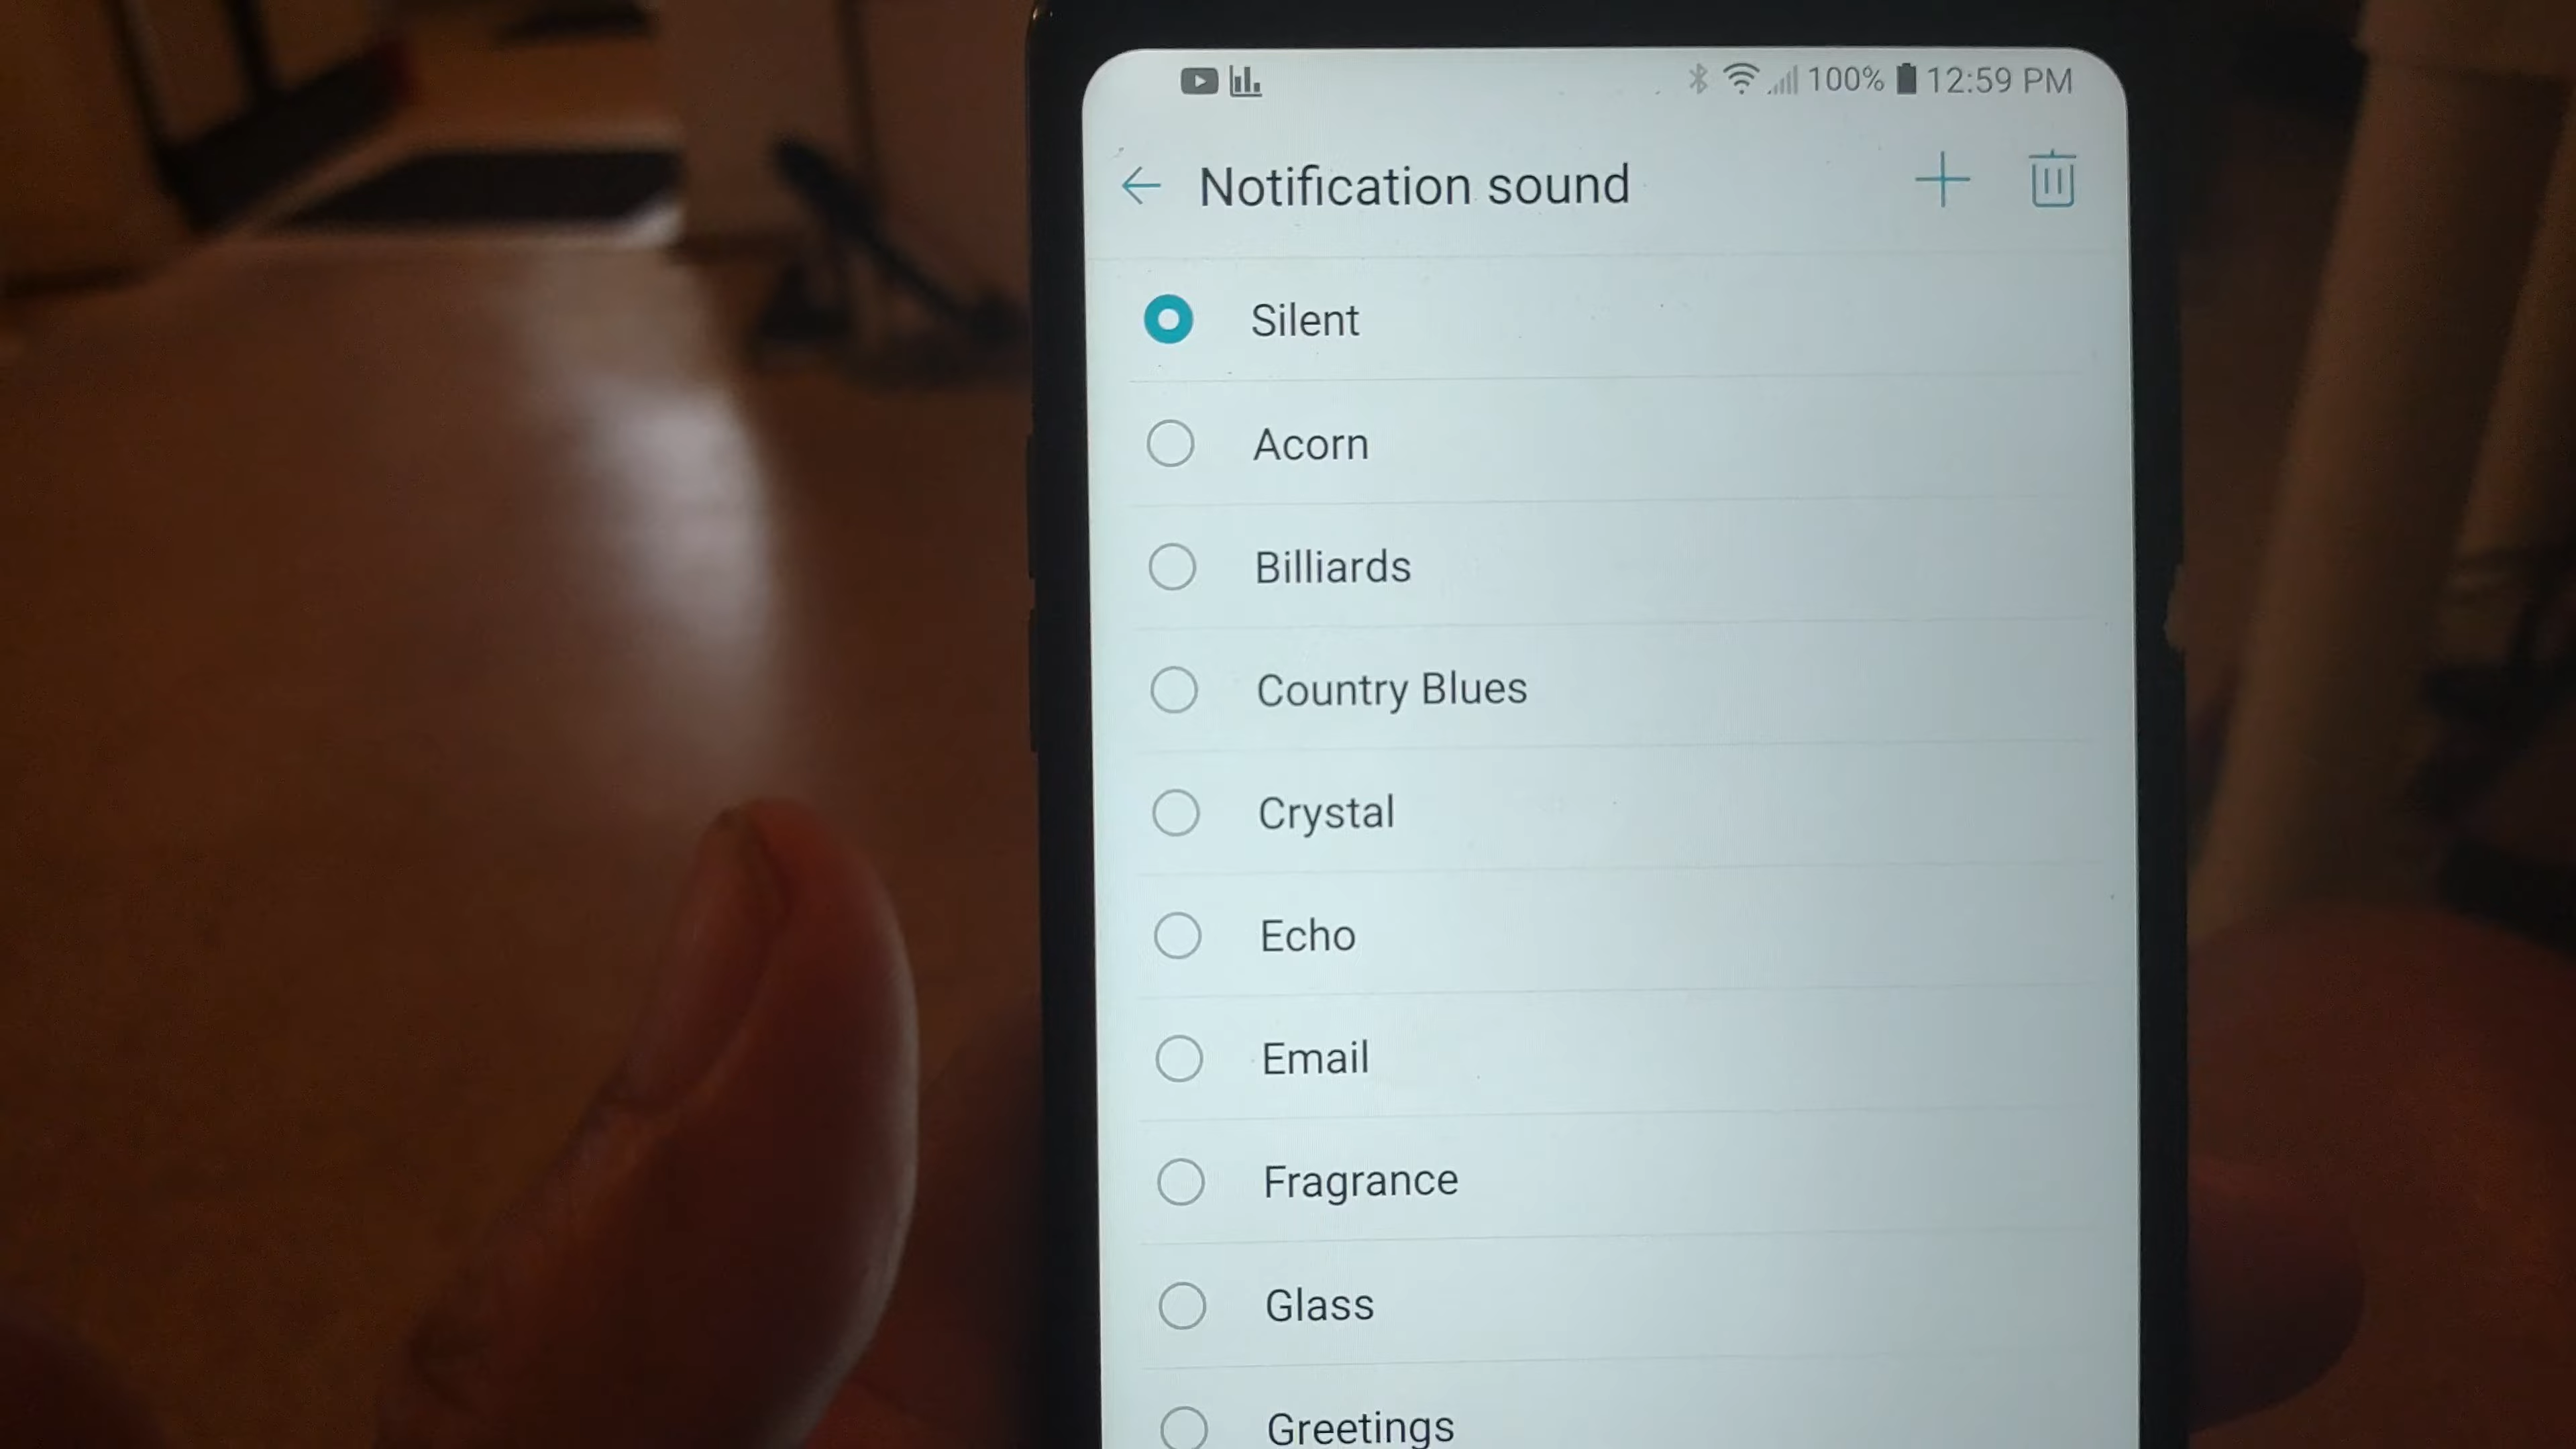 100% 12:59 PM
Notification sound
Silent
Acorn
Billiards
Country Blues
Crystal
Echo
Email
Fragrance
Glass
Greetings